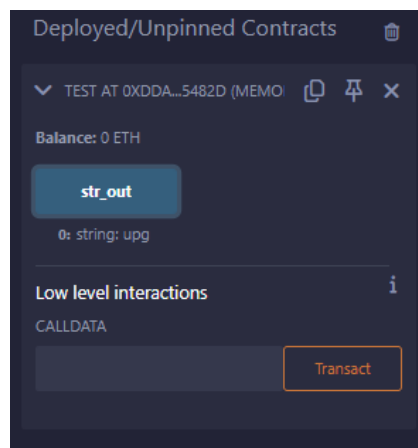 Deployed/Unpinned Contracts
TEST AT 0XDDA...5482D (MEMO
Balance: 0 ETH
str_out
0: string: upg
Low level interactions
i
CALLDATA
Transact